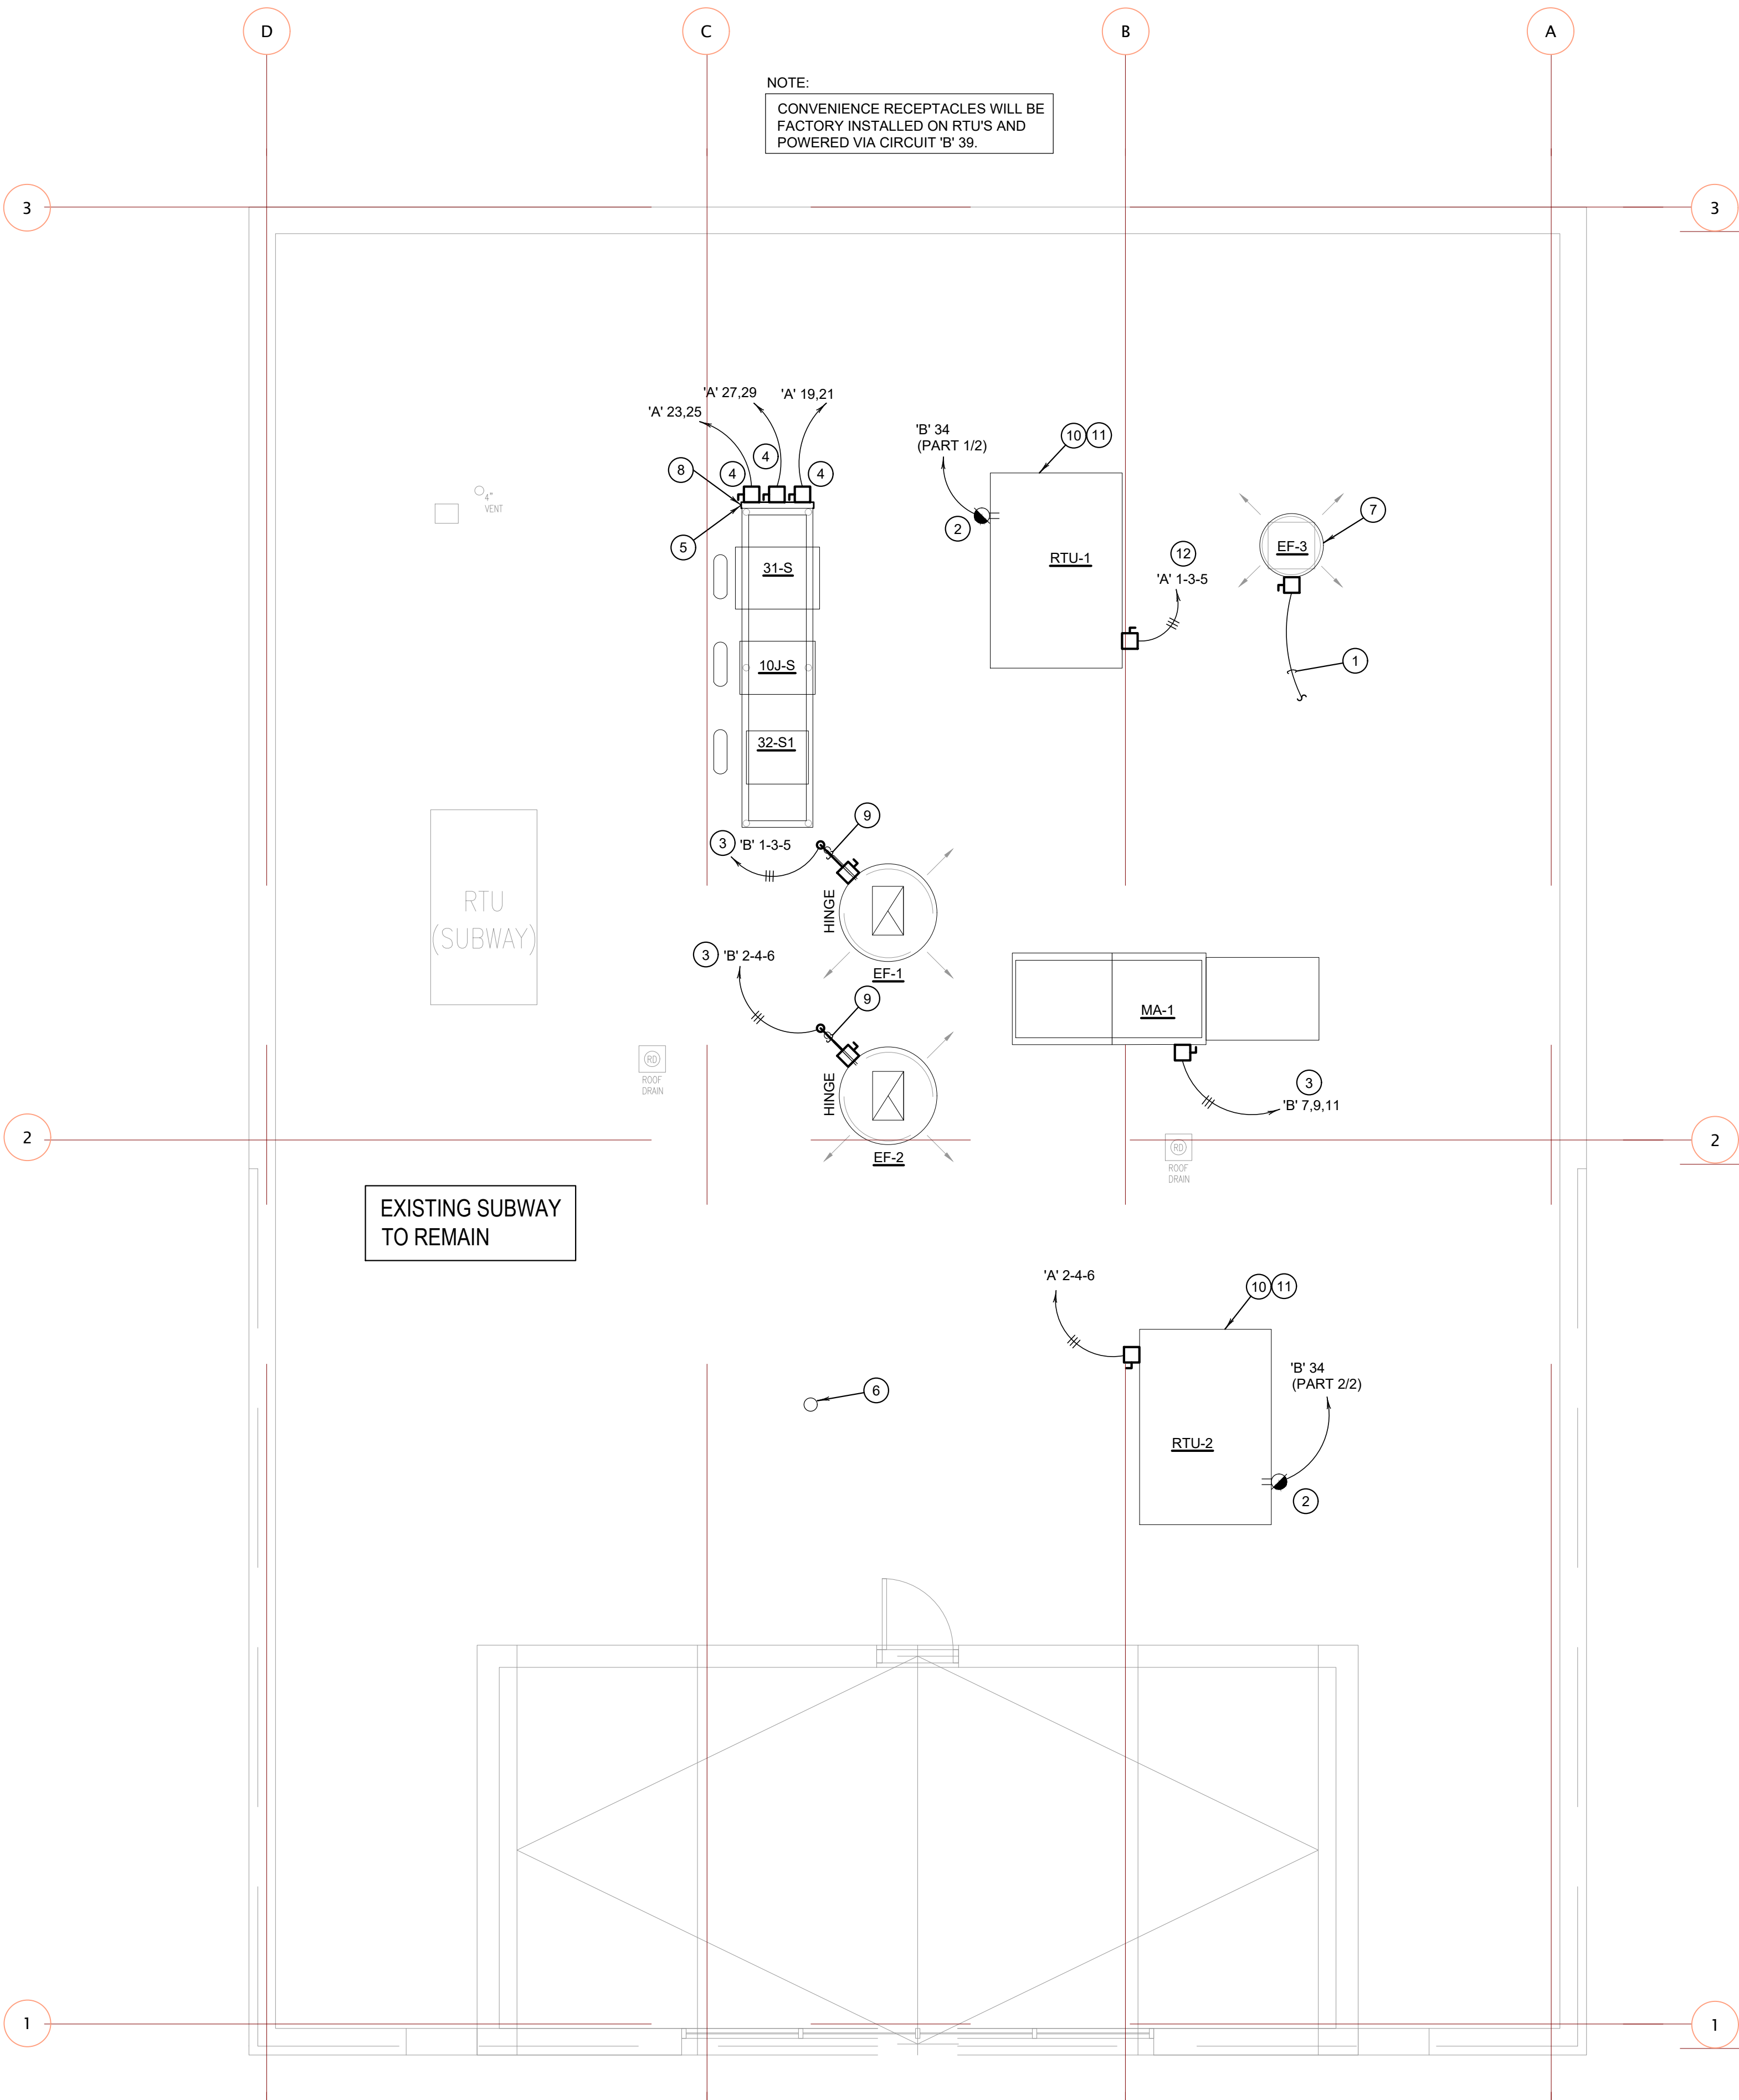 D
C
B
A
NOTE:
CONVENIENCE RECEPTACLES WILL BE
FACTORY INSTALLED ON RTU'S AND
POWERED VIA CIRCUIT 'B' 39.
3
3
'A' 27,29
'A' 19,21
'A' 23,25
'B' 34
(PART 1/2)
10
11
4
4
4
8
5
2
4"
VENT
RTU-1
7
EF-3
12
'A' 1-3-5
1
31-S
10J-S
32-S1
9
3
'B' 1-3-5
HINGE
EF-1
RTU
(SUBWAY)
3
'B' 2-4-6
9
HINGE
EF-2
MA-1
3
'B' 7,9,11
RD
ROOF
DRAIN
2
2
RD
ROOF
DRAIN
EXISTING SUBWAY
TO REMAIN
'A' 2-4-6
10
11
'B' 34
(PART 2/2)
6
RTU-2
2
1
1